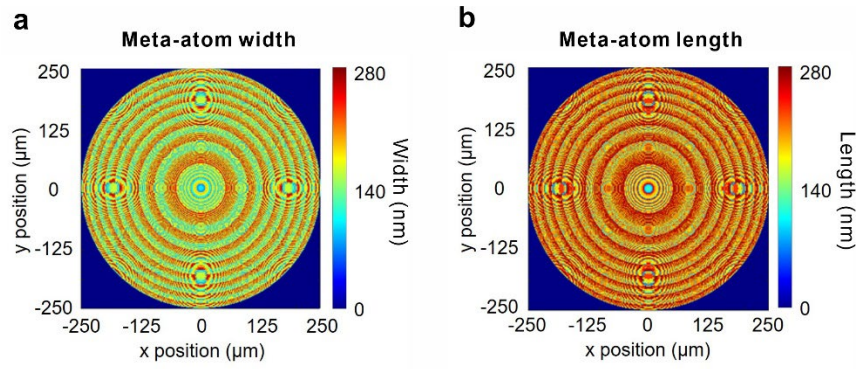 a
Meta-atom width
250
125
0
-125
-250
y position (µm)
-250 -125 0 125 250
x position (µm)
280
140
0
Width (nm)
b
Meta-atom length
250
125
0
-125
-250
y position (µm)
-250 -125 0 125 250
x position (µm)
280
140
0
Length (nm)